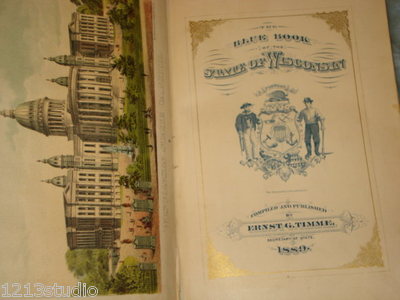 THE
BLUE BOOK
OF THE
STATE OF WISCONSIN
COMPILED AND PUBLISHED
BY
ERNST G. TIMME,
SECRETARY OF STATE.
1889.
1213studio